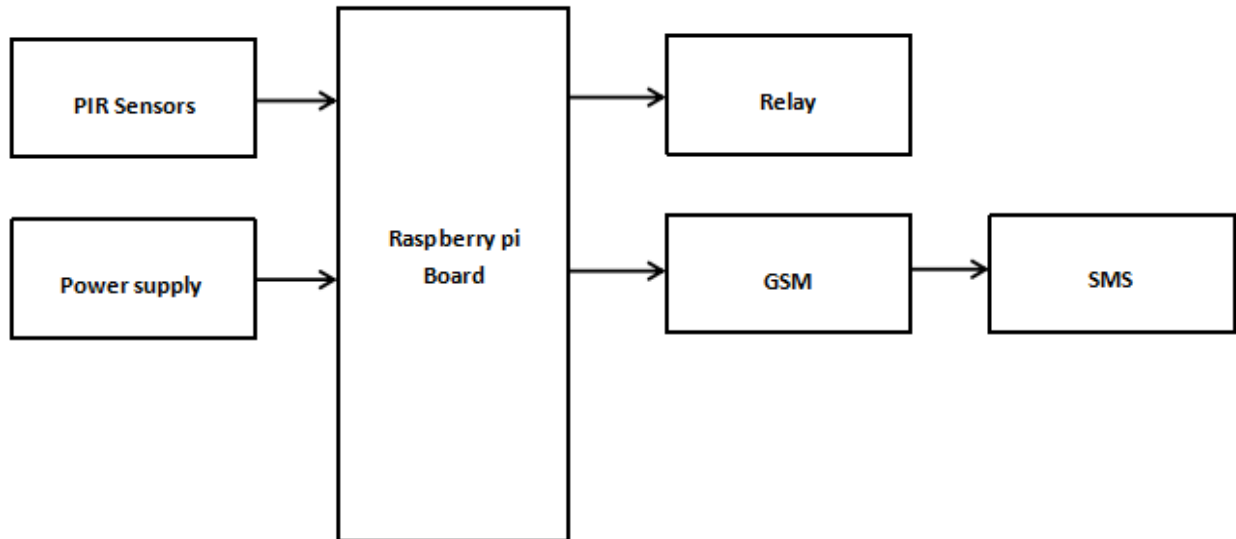 PIR Sensors
Relay
Power supply
Raspberry pi
Board
GSM
SMS